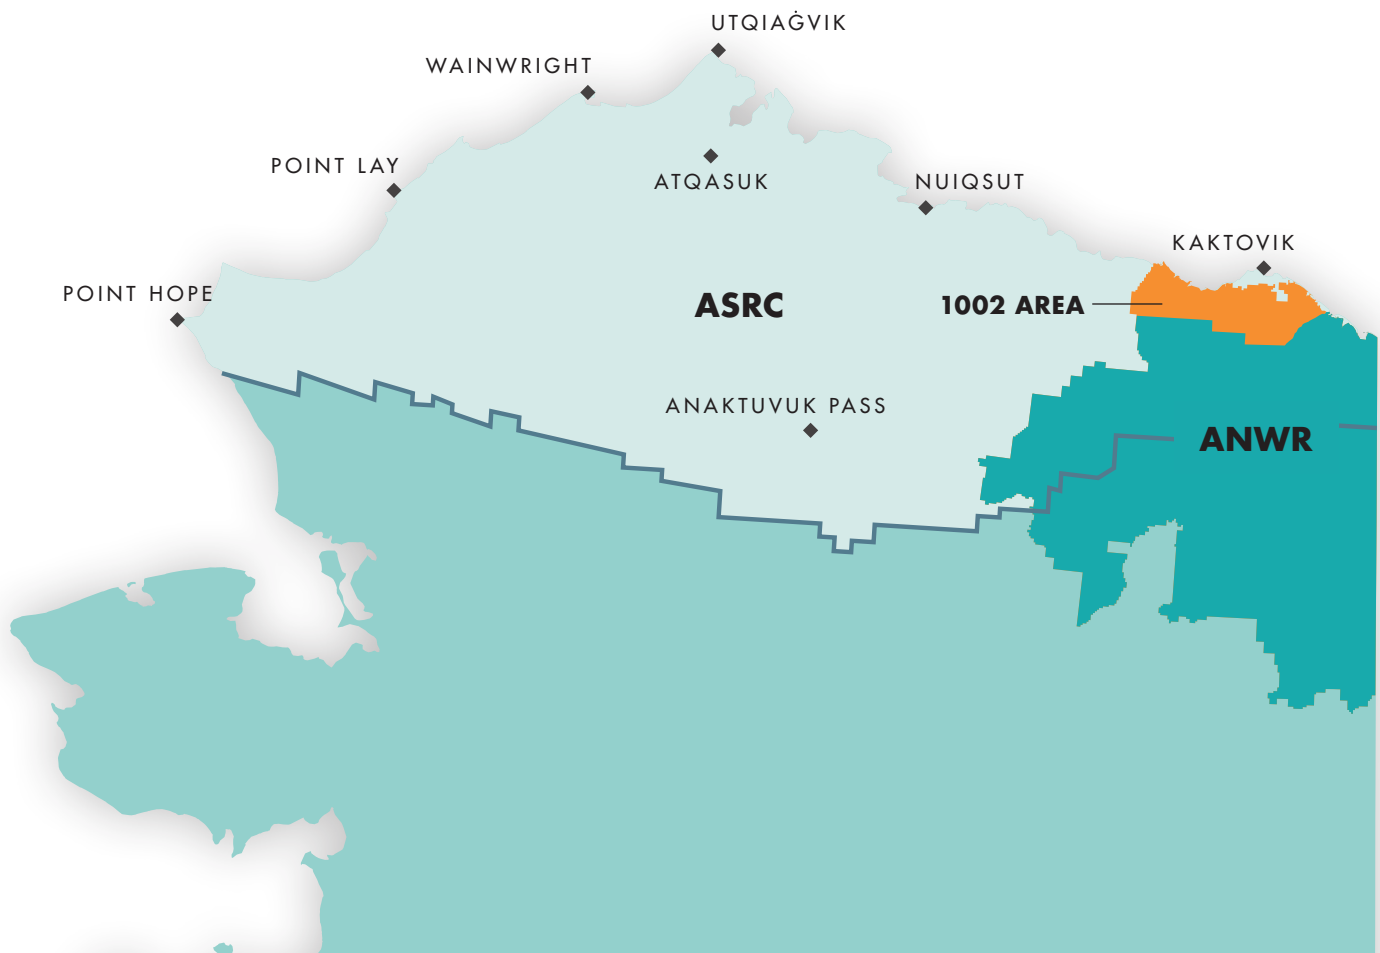 UTQIAĠVIK
WAINWRIGHT
POINT LAY
ATQASUK
NUIQSUT
KAKTOVIK
POINT HOPE
ASRC
1002 AREA
ANAKTUVUK PASS
ANWR